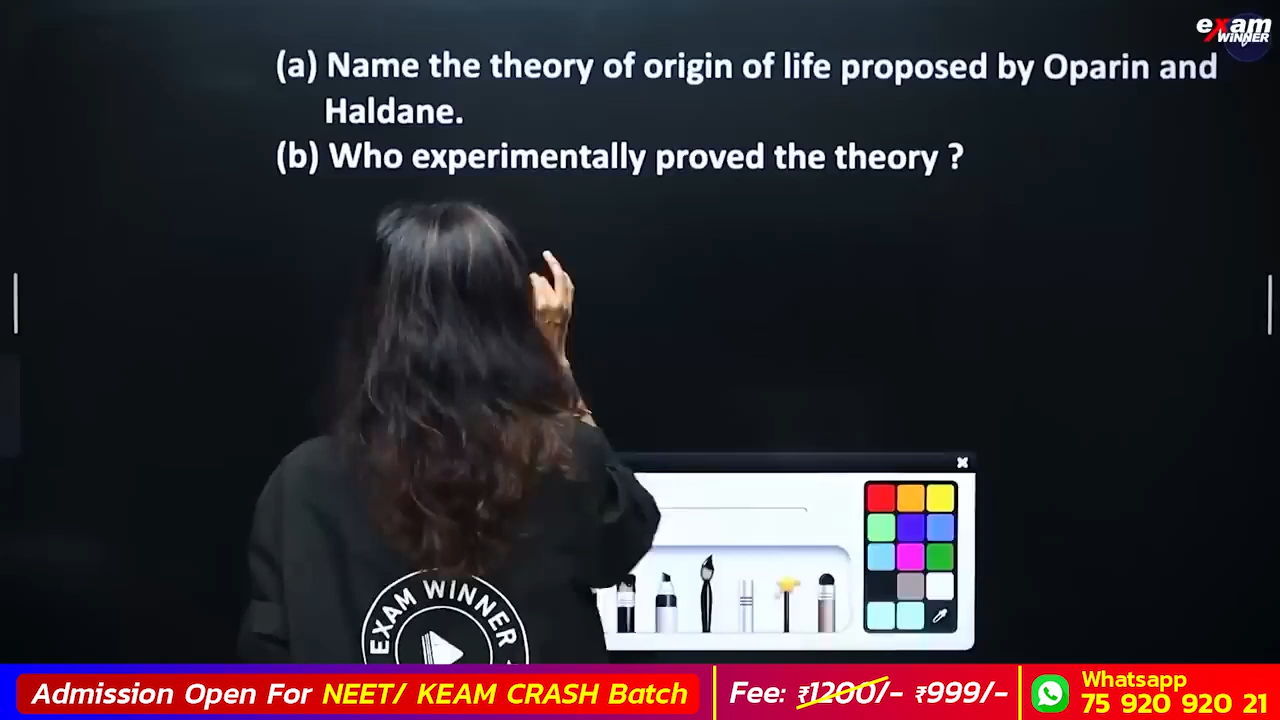 exam
WiNNER
(a) Name the theory of origin of life proposed by Oparin and
Haldane.
(b) Who experimentally proved the theory ?
EXAM WINNER
Admission Open For NEET/ KEAM CRASH Batch
Fee: ₹1200/- ₹999/-
Whatsapp
75 920 920 21